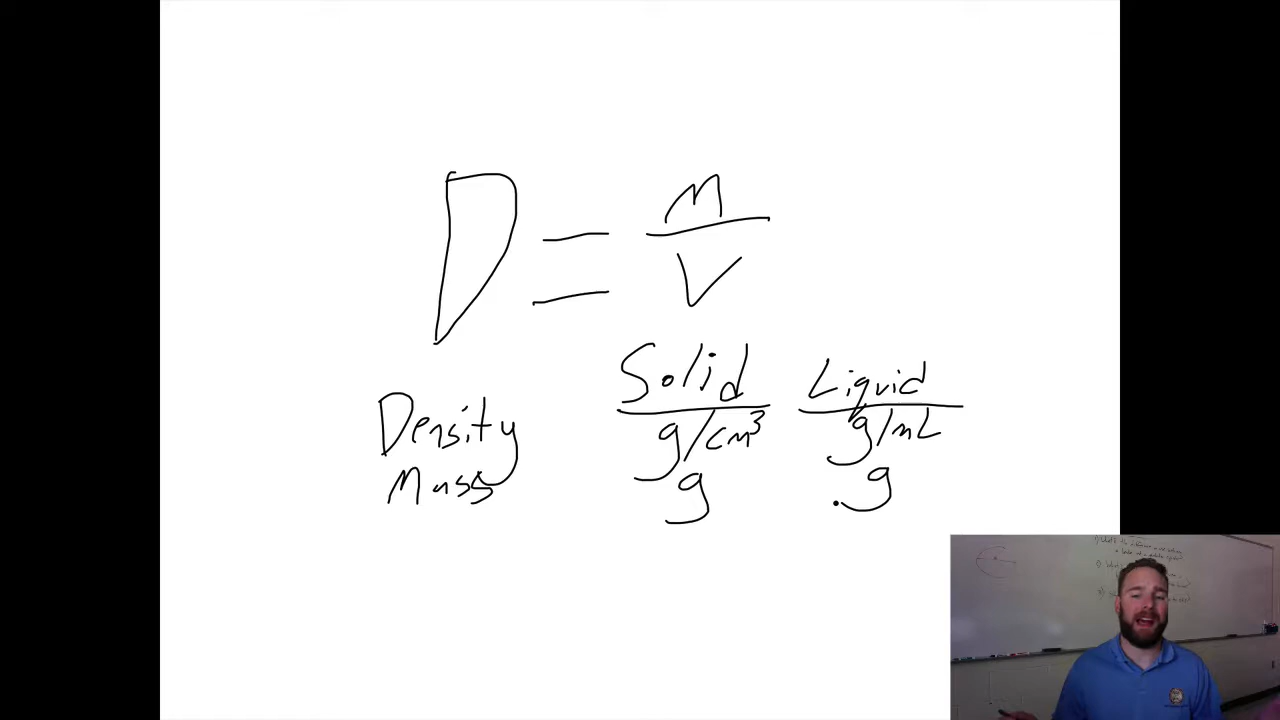 D = M
V
Solid Liquid
Density g/cm³ g/mL
Mass g g